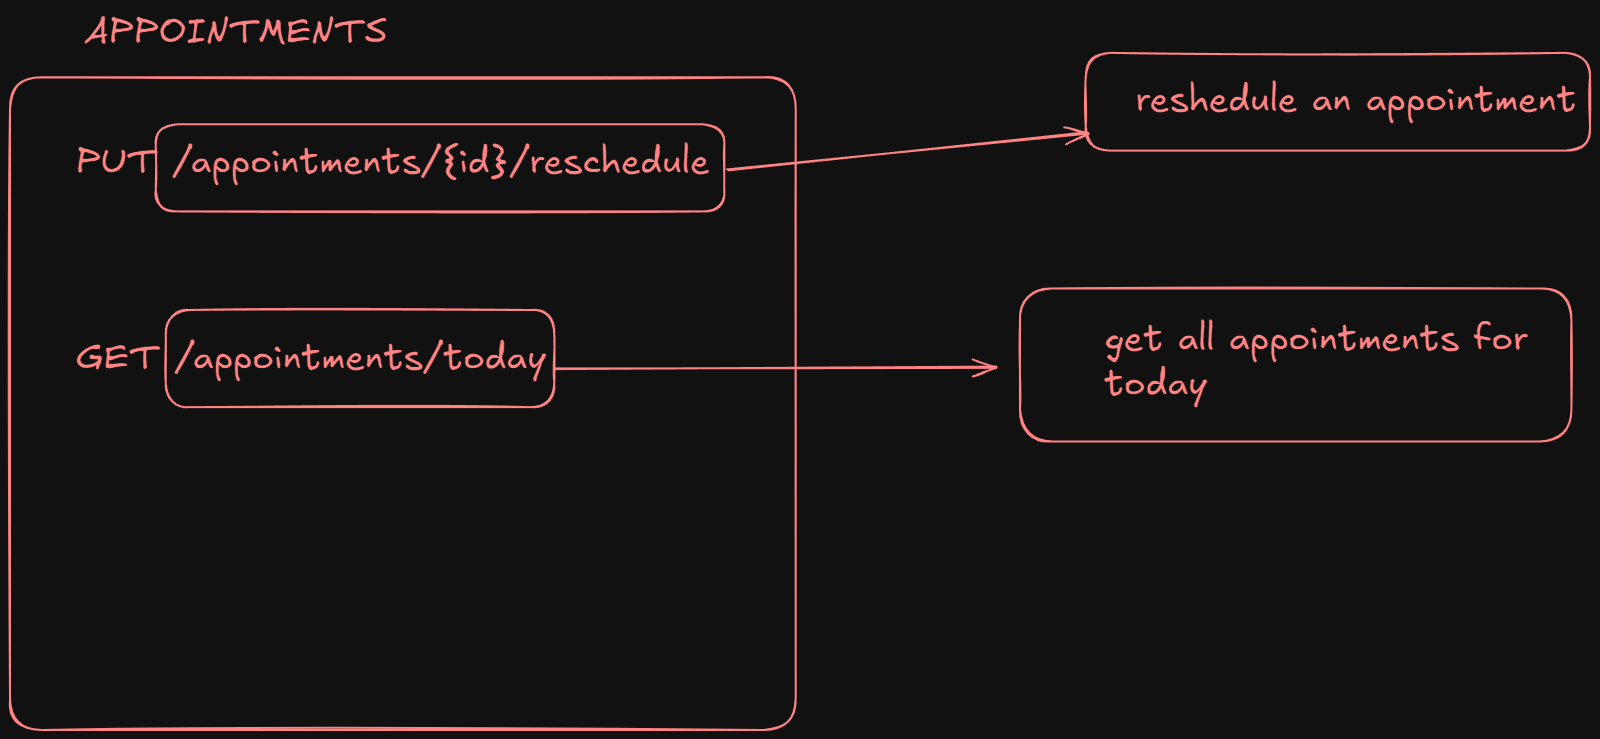 APPOINTMENTS
PUT /appointments/{id}/reschedule
reshedule an appointment
GET /appointments/today
get all appointments for
today